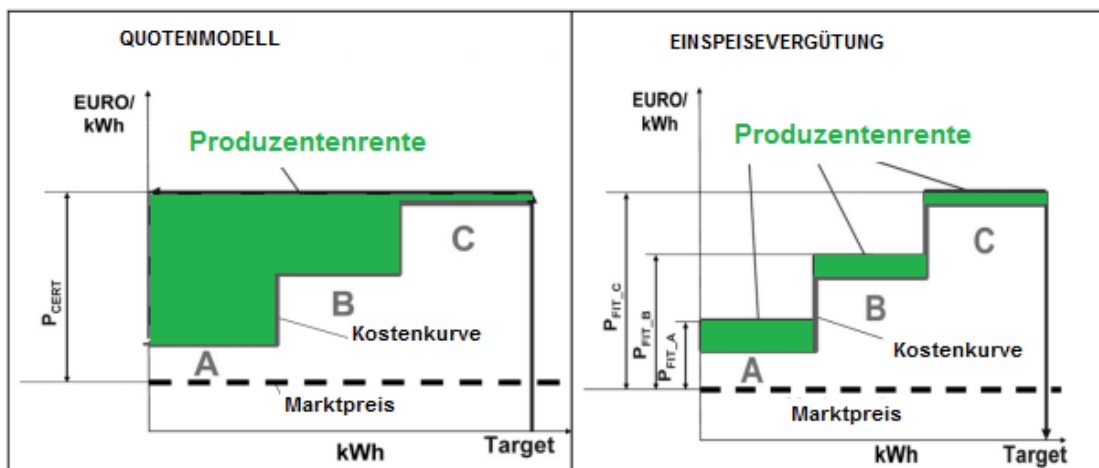 QUOTENMODELL
EURO/
kWh
Produzentenrente
P_CERT
C
B
Kostenkurve
A
Marktpreis
kWh
Target
EINSPEISEVERGÜTUNG
EURO/
kWh
Produzentenrente
P_FIT_C
P_FIT_B
P_FIT_A
C
B
Kostenkurve
A
Marktpreis
kWh
Target